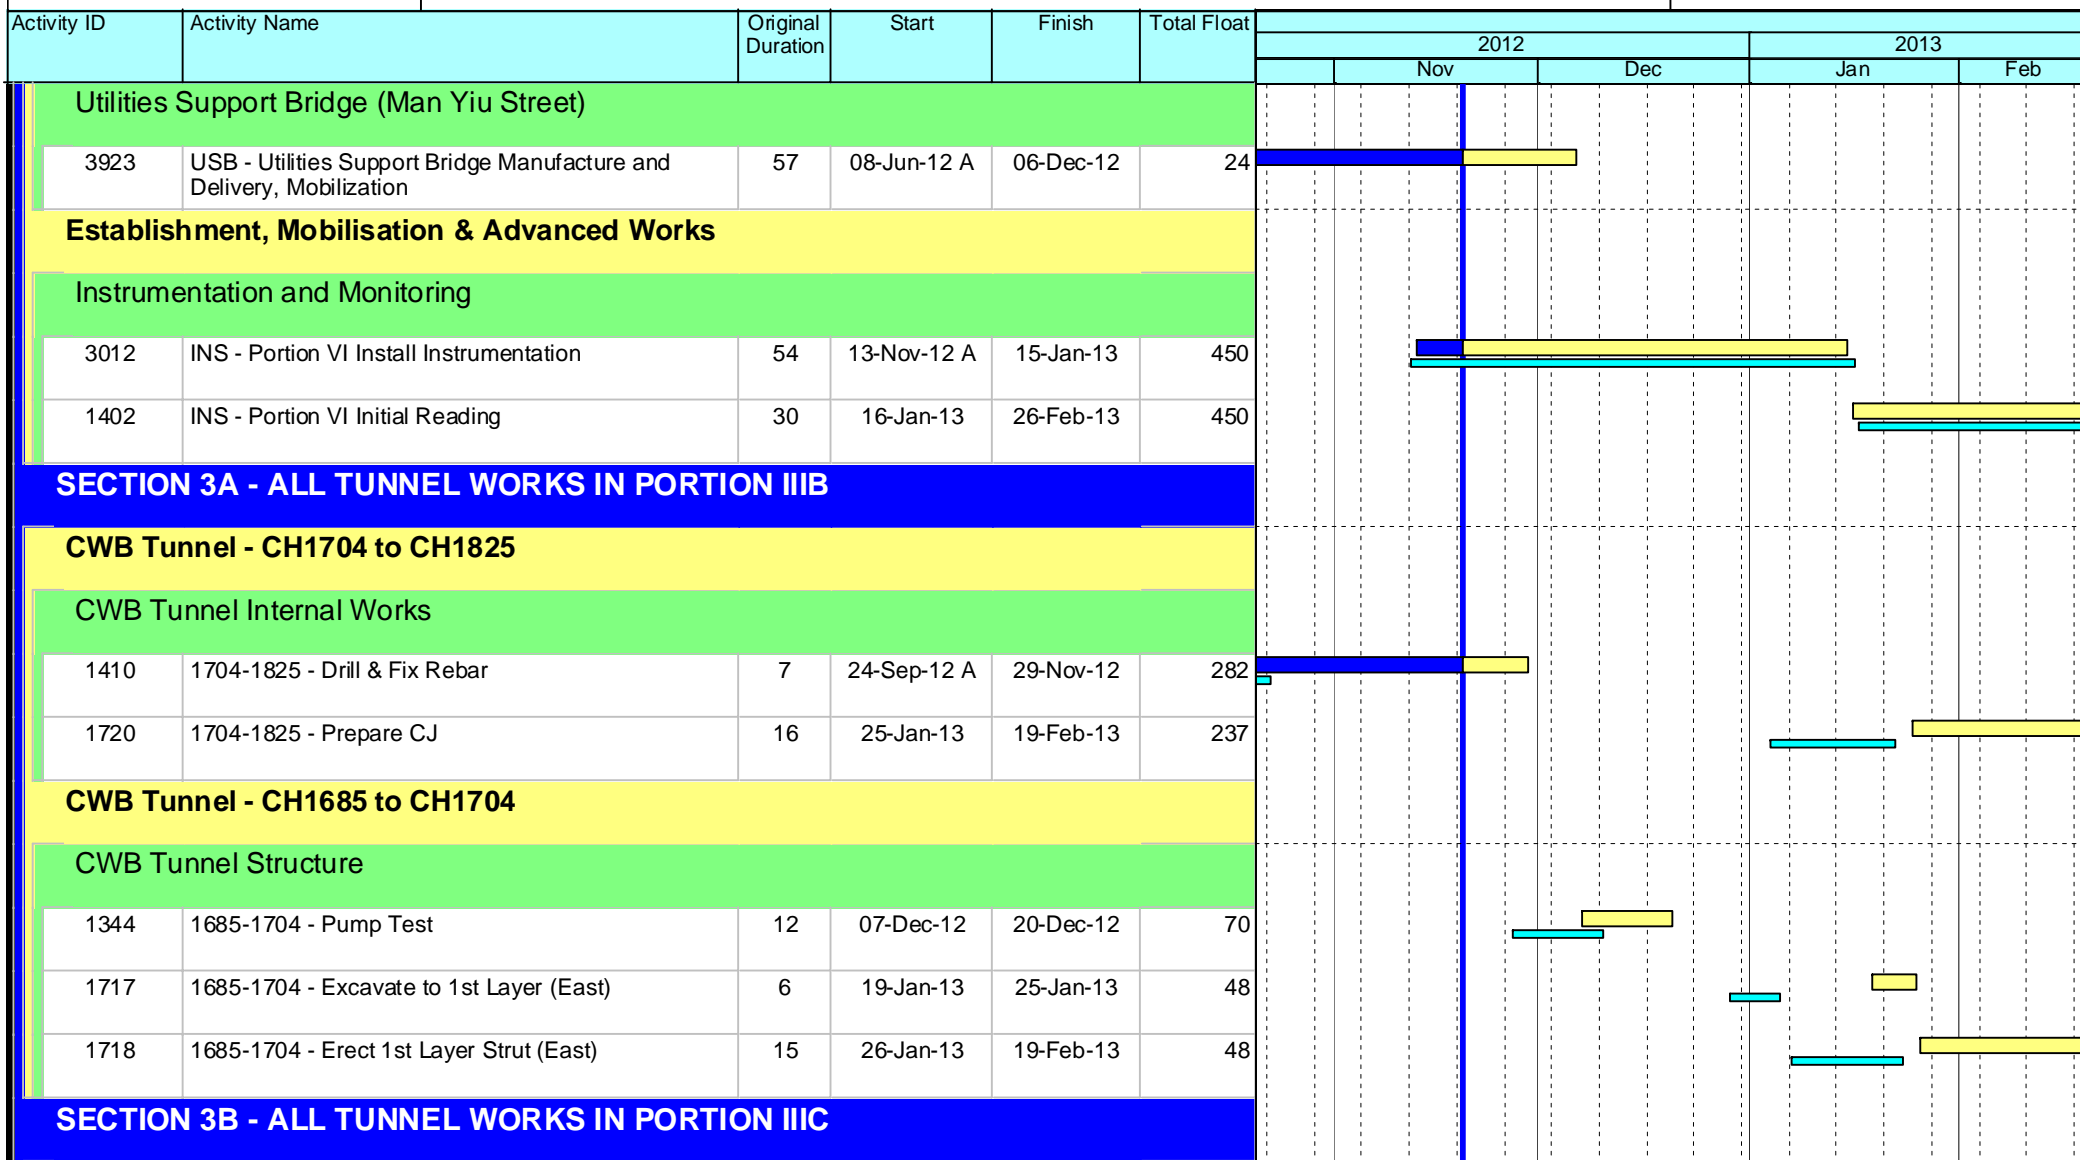 Activity ID Activity Name Original Duration Start Finish Total Float
2012 2013
Nov Dec Jan Feb
Utilities Support Bridge (Man Yiu Street)
3923 USB - Utilities Support Bridge Manufacture and Delivery, Mobilization 57 08-Jun-12 A 06-Dec-12 24
Establishment, Mobilisation & Advanced Works
Instrumentation and Monitoring
3012 INS - Portion VI Install Instrumentation 54 13-Nov-12 A 15-Jan-13 450
1402 INS - Portion VI Initial Reading 30 16-Jan-13 26-Feb-13 450
SECTION 3A - ALL TUNNEL WORKS IN PORTION IIIB
CWB Tunnel - CH1704 to CH1825
CWB Tunnel Internal Works
1410 1704-1825 - Drill & Fix Rebar 7 24-Sep-12 A 29-Nov-12 282
1720 1704-1825 - Prepare CJ 16 25-Jan-13 19-Feb-13 237
CWB Tunnel - CH1685 to CH1704
CWB Tunnel Structure
1344 1685-1704 - Pump Test 12 07-Dec-12 20-Dec-12 70
1717 1685-1704 - Excavate to 1st Layer (East) 6 19-Jan-13 25-Jan-13 48
1718 1685-1704 - Erect 1st Layer Strut (East) 15 26-Jan-13 19-Feb-13 48
SECTION 3B - ALL TUNNEL WORKS IN PORTION IIIC